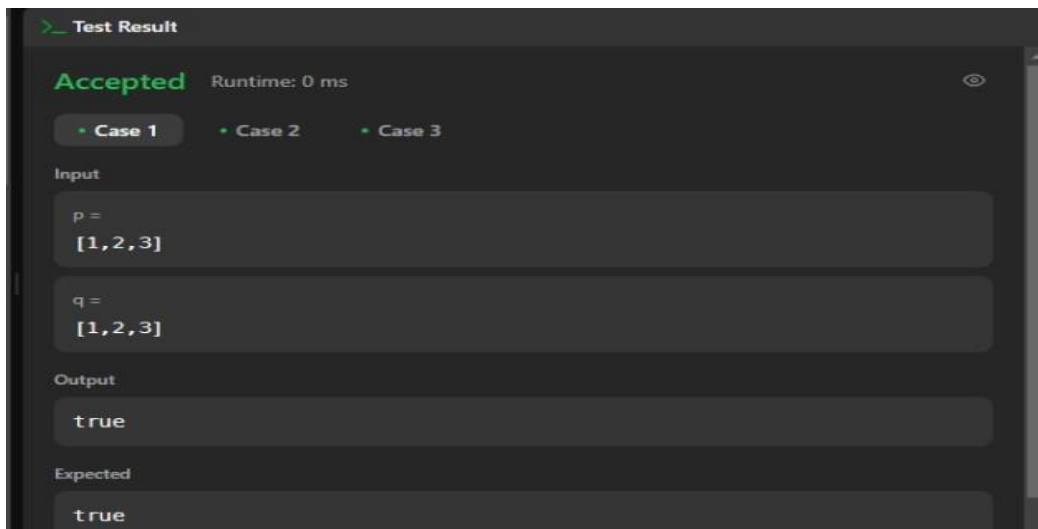 >_ Test Result
Accepted Runtime: 0 ms
• Case 1 • Case 2 • Case 3
Input
p =
[1,2,3]
q =
[1,2,3]
Output
true
Expected
true